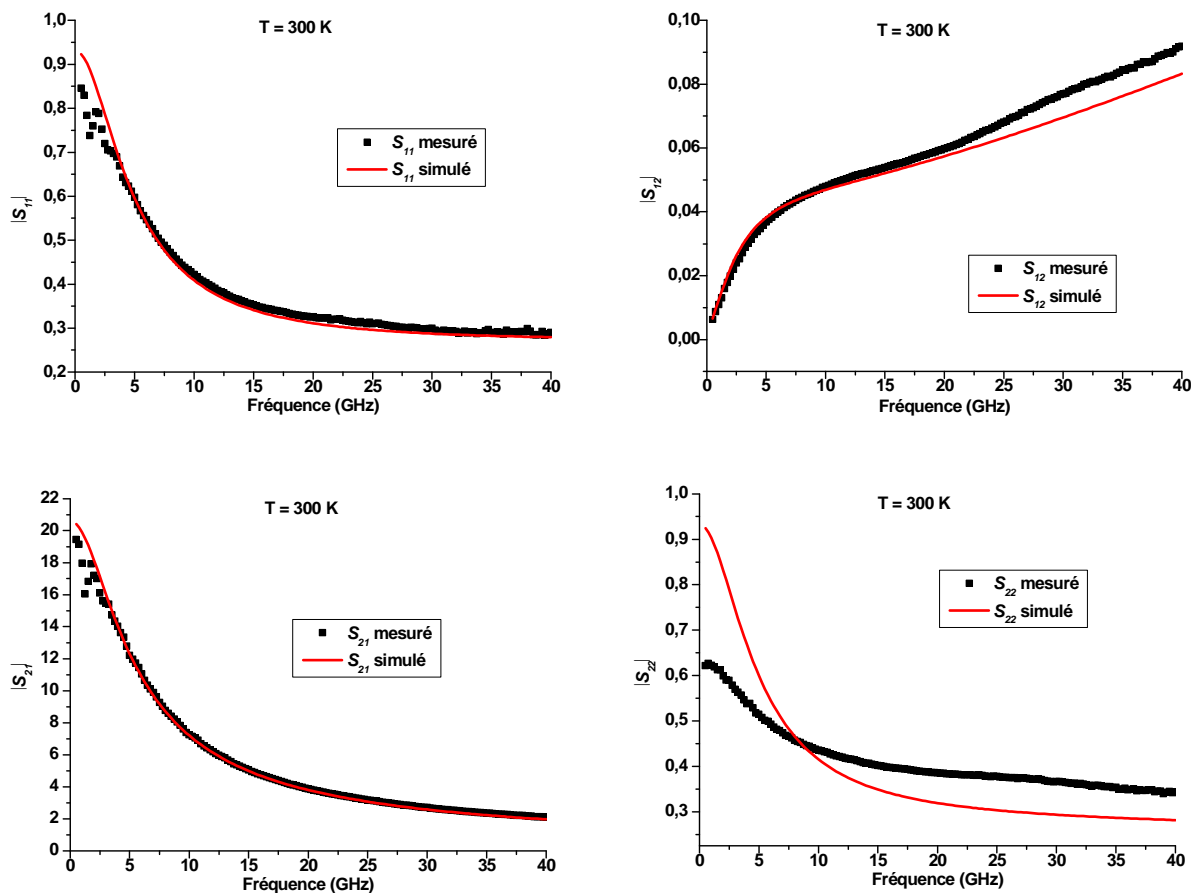 T = 300 K
|S11|
1,0
0,9
0,8
0,7
0,6
0,5
0,4
0,3
0,2
S11 mesuré
S11 simulé
0 5 10 15 20 25 30 35 40
Fréquence (GHz)
T = 300 K
|S12|
0,10
0,08
0,06
0,04
0,02
0,00
S12 mesuré
S12 simulé
0 5 10 15 20 25 30 35 40
Fréquence (GHz)
T = 300 K
|S21|
22
20
18
16
14
12
10
8
6
4
2
0
S21 mesuré
S21 simulé
0 5 10 15 20 25 30 35 40
Fréquence (GHz)
T = 300 K
|S22|
1,0
0,9
0,8
0,7
0,6
0,5
0,4
0,3
S22 mesuré
S22 simulé
0 5 10 15 20 25 30 35 40
Fréquence (GHz)